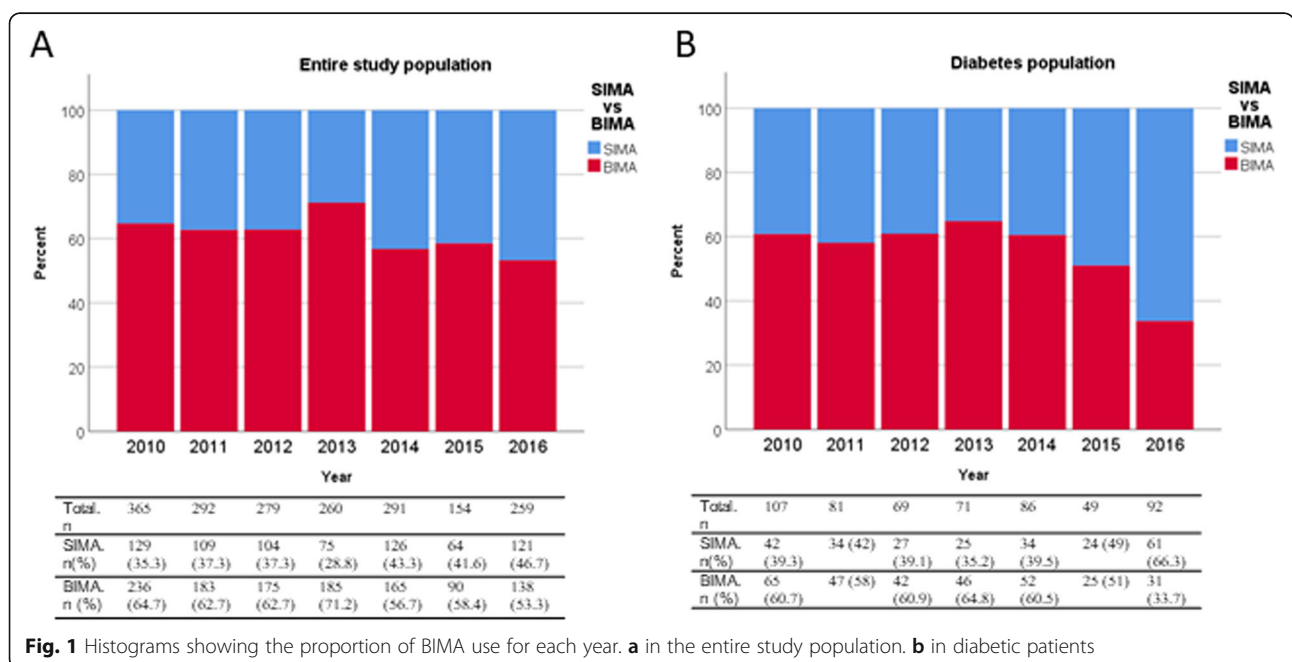 A
Entire study population
SIMA
vs
BIMA
SIMA
BIMA
Percent
100
80
60
40
20
0
2010 2011 2012 2013 2014 2015 2016
Year
Total. 365 292 279 260 291 154 259
n
SIMA. 129 109 104 75 126 64 121
n(%) (35.3) (37.3) (37.3) (28.8) (43.3) (41.6) (46.7)
BIMA. 236 183 175 185 165 90 138
n (%) (64.7) (62.7) (62.7) (71.2) (56.7) (58.4) (53.3)
B
Diabetes population
SIMA
vs
BIMA
SIMA
BIMA
Percent
100
80
60
40
20
0
2010 2011 2012 2013 2014 2015 2016
Year
Total. 107 81 69 71 86 49 92
n
SIMA. 42 34 (42) 27 25 34 24 (49) 61
n(%) (39.3) (39.1) (35.2) (39.5) (66.3)
BIMA. 65 47 (58) 42 46 52 25 (51) 31
n (%) (60.7) (60.9) (64.8) (60.5) (33.7)
Fig. 1 Histograms showing the proportion of BIMA use for each year. a in the entire study population. b in diabetic patients